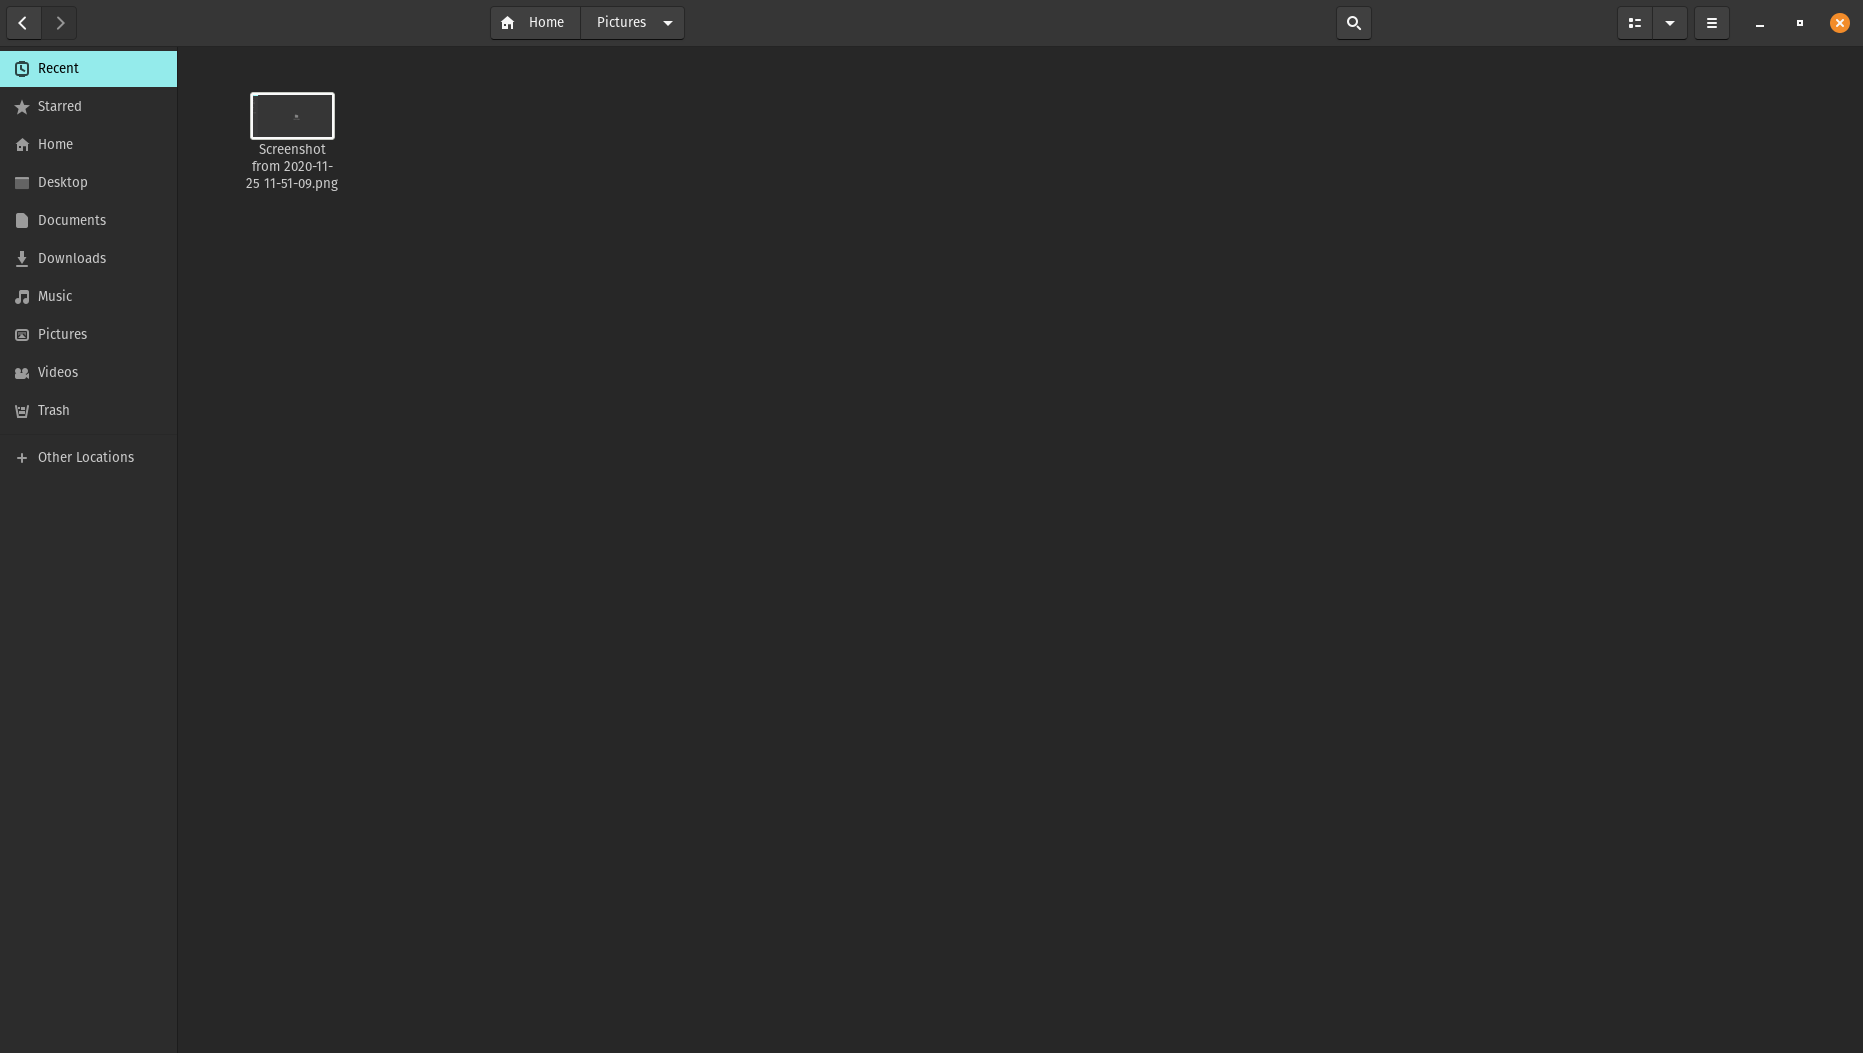 Home
Pictures
Recent
Starred
Home
Desktop
Documents
Downloads
Music
Pictures
Videos
Trash
Other Locations
Screenshot
from 2020-11-
25 11-51-09.png